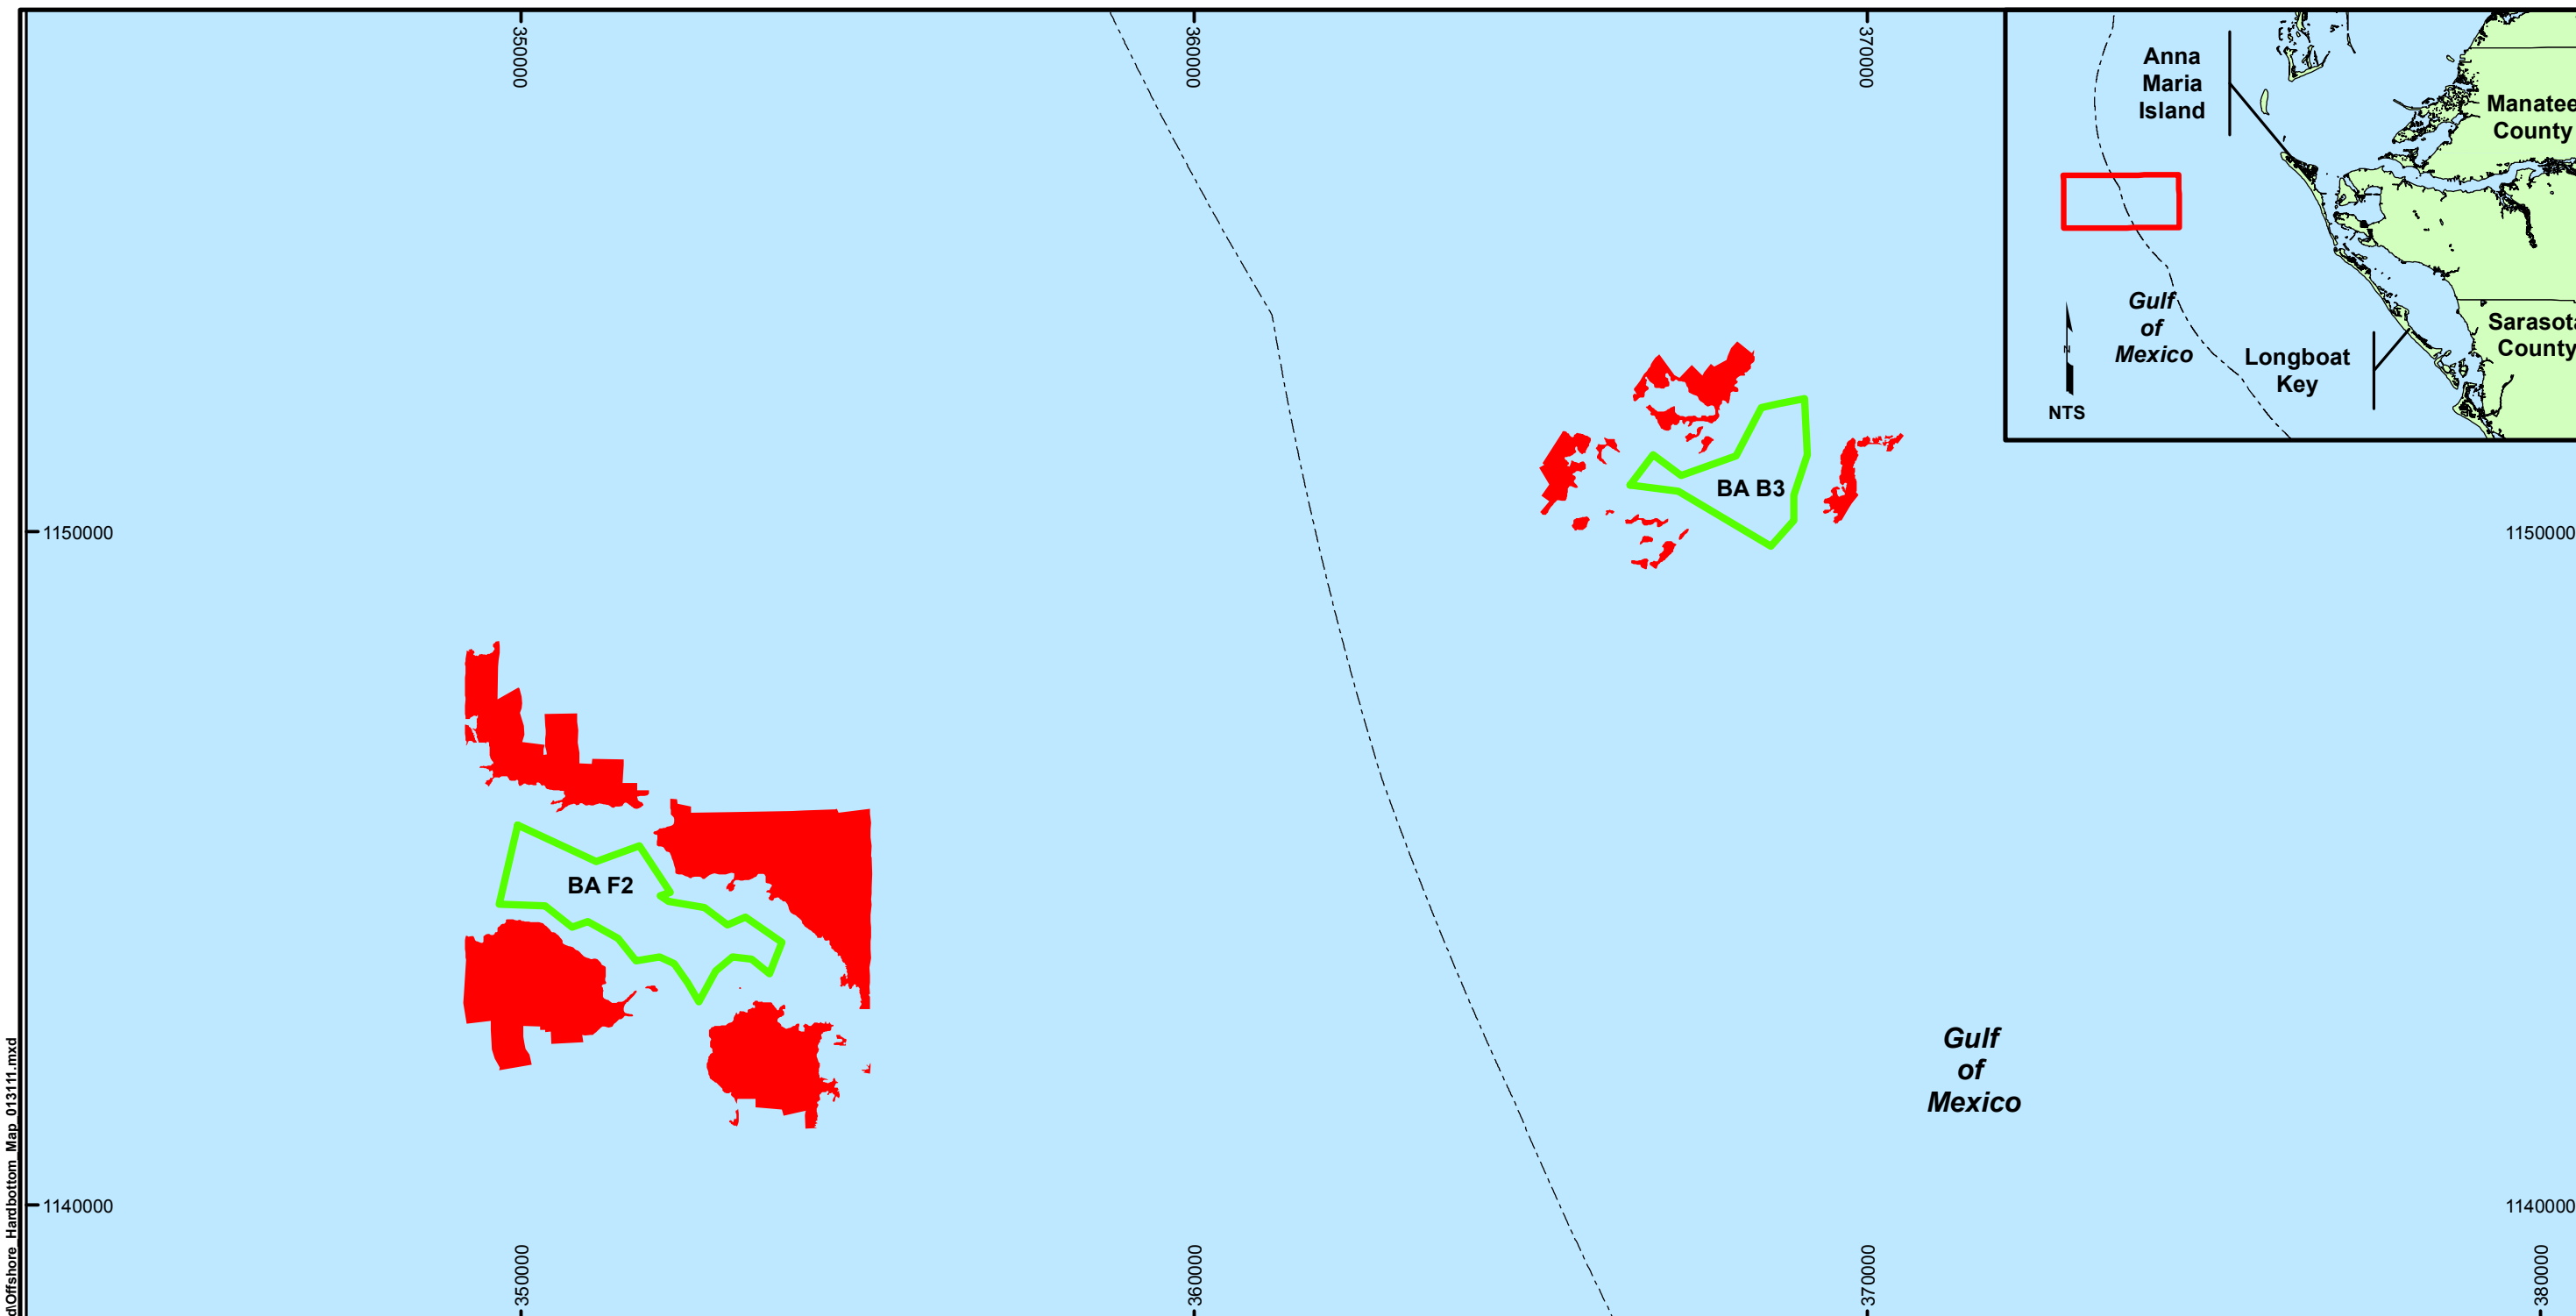 350000
360000
370000
Anna
Maria
Island
Manatee
County
Gulf
of
Mexico
Sarasota
County
Longboat
Key
N
NTS
BA B3
1150000
1150000
BA F2
Gulf
of
Mexico
1140000
1140000
350000
360000
370000
380000
d\Offshore_Hardbottom_Map_013111.mxd